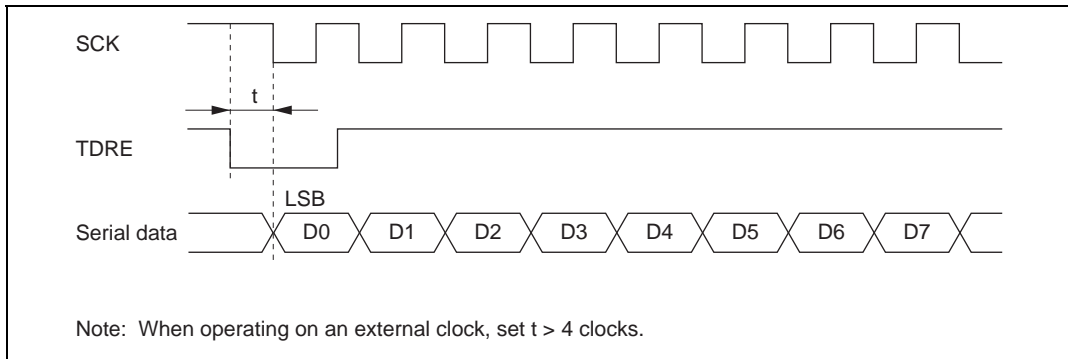 SCK
t
TDRE
LSB
Serial data D0 D1 D2 D3 D4 D5 D6 D7
Note: When operating on an external clock, set t > 4 clocks.